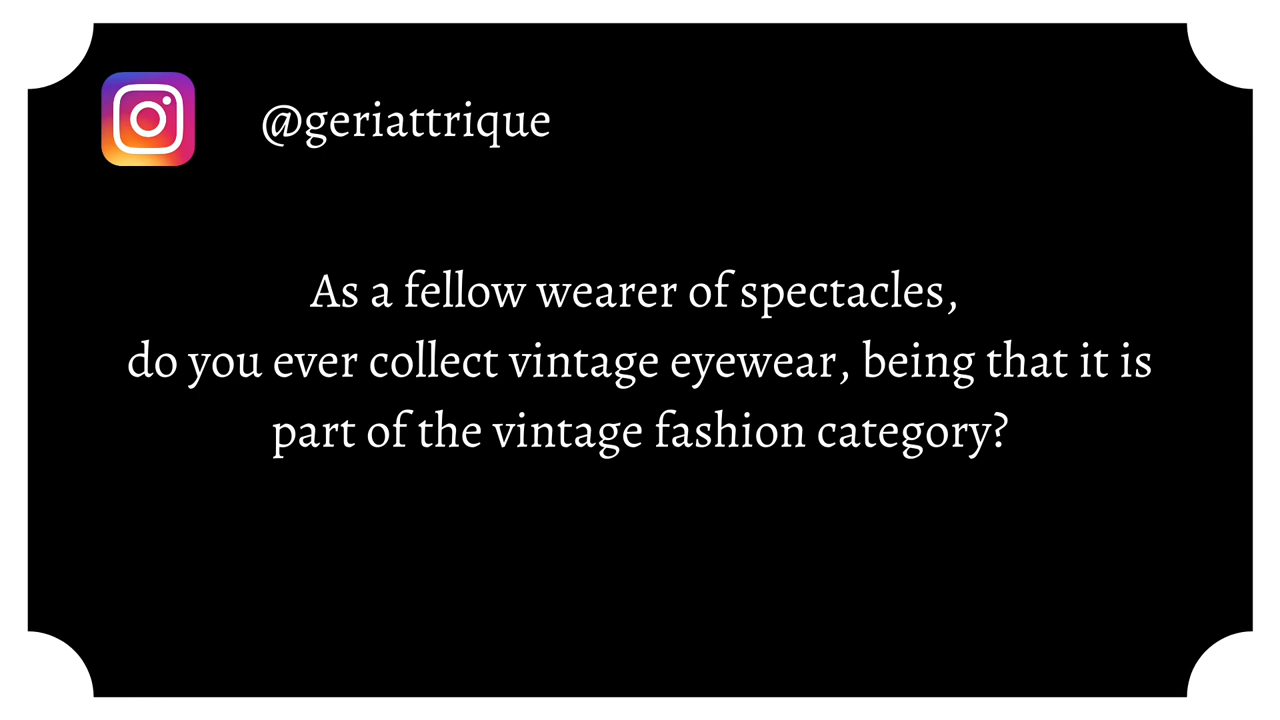 @geriattrique
As a fellow wearer of spectacles,
do you ever collect vintage eyewear, being that it is
part of the vintage fashion category?